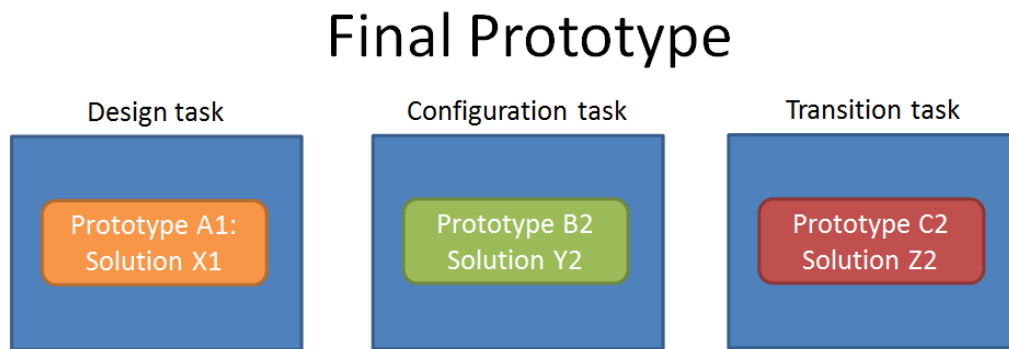 Final Prototype
Design task
Configuration task
Transition task
Prototype A1:
Solution X1
Prototype B2
Solution Y2
Prototype C2
Solution Z2